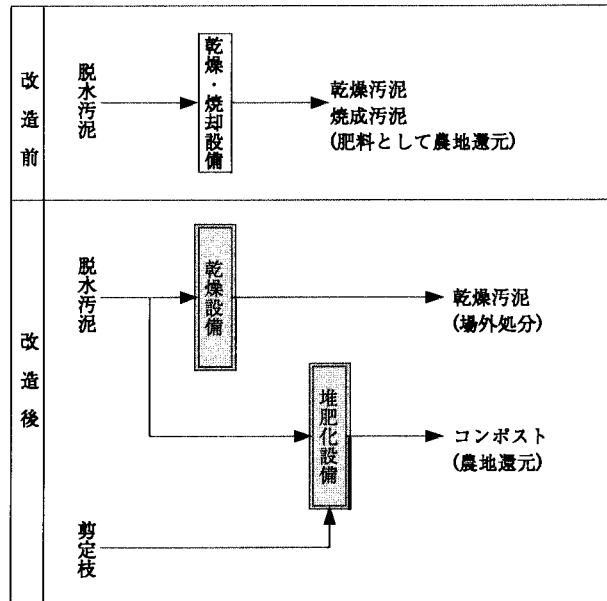 改造前
脱水汚泥
乾燥・焼却設備
乾燥汚泥
焼成汚泥
(肥料として農地還元)
改造後
脱水汚泥
乾燥設備
乾燥汚泥
(場外処分)
堆肥化設備
コンポスト
(農地還元)
剪定枝